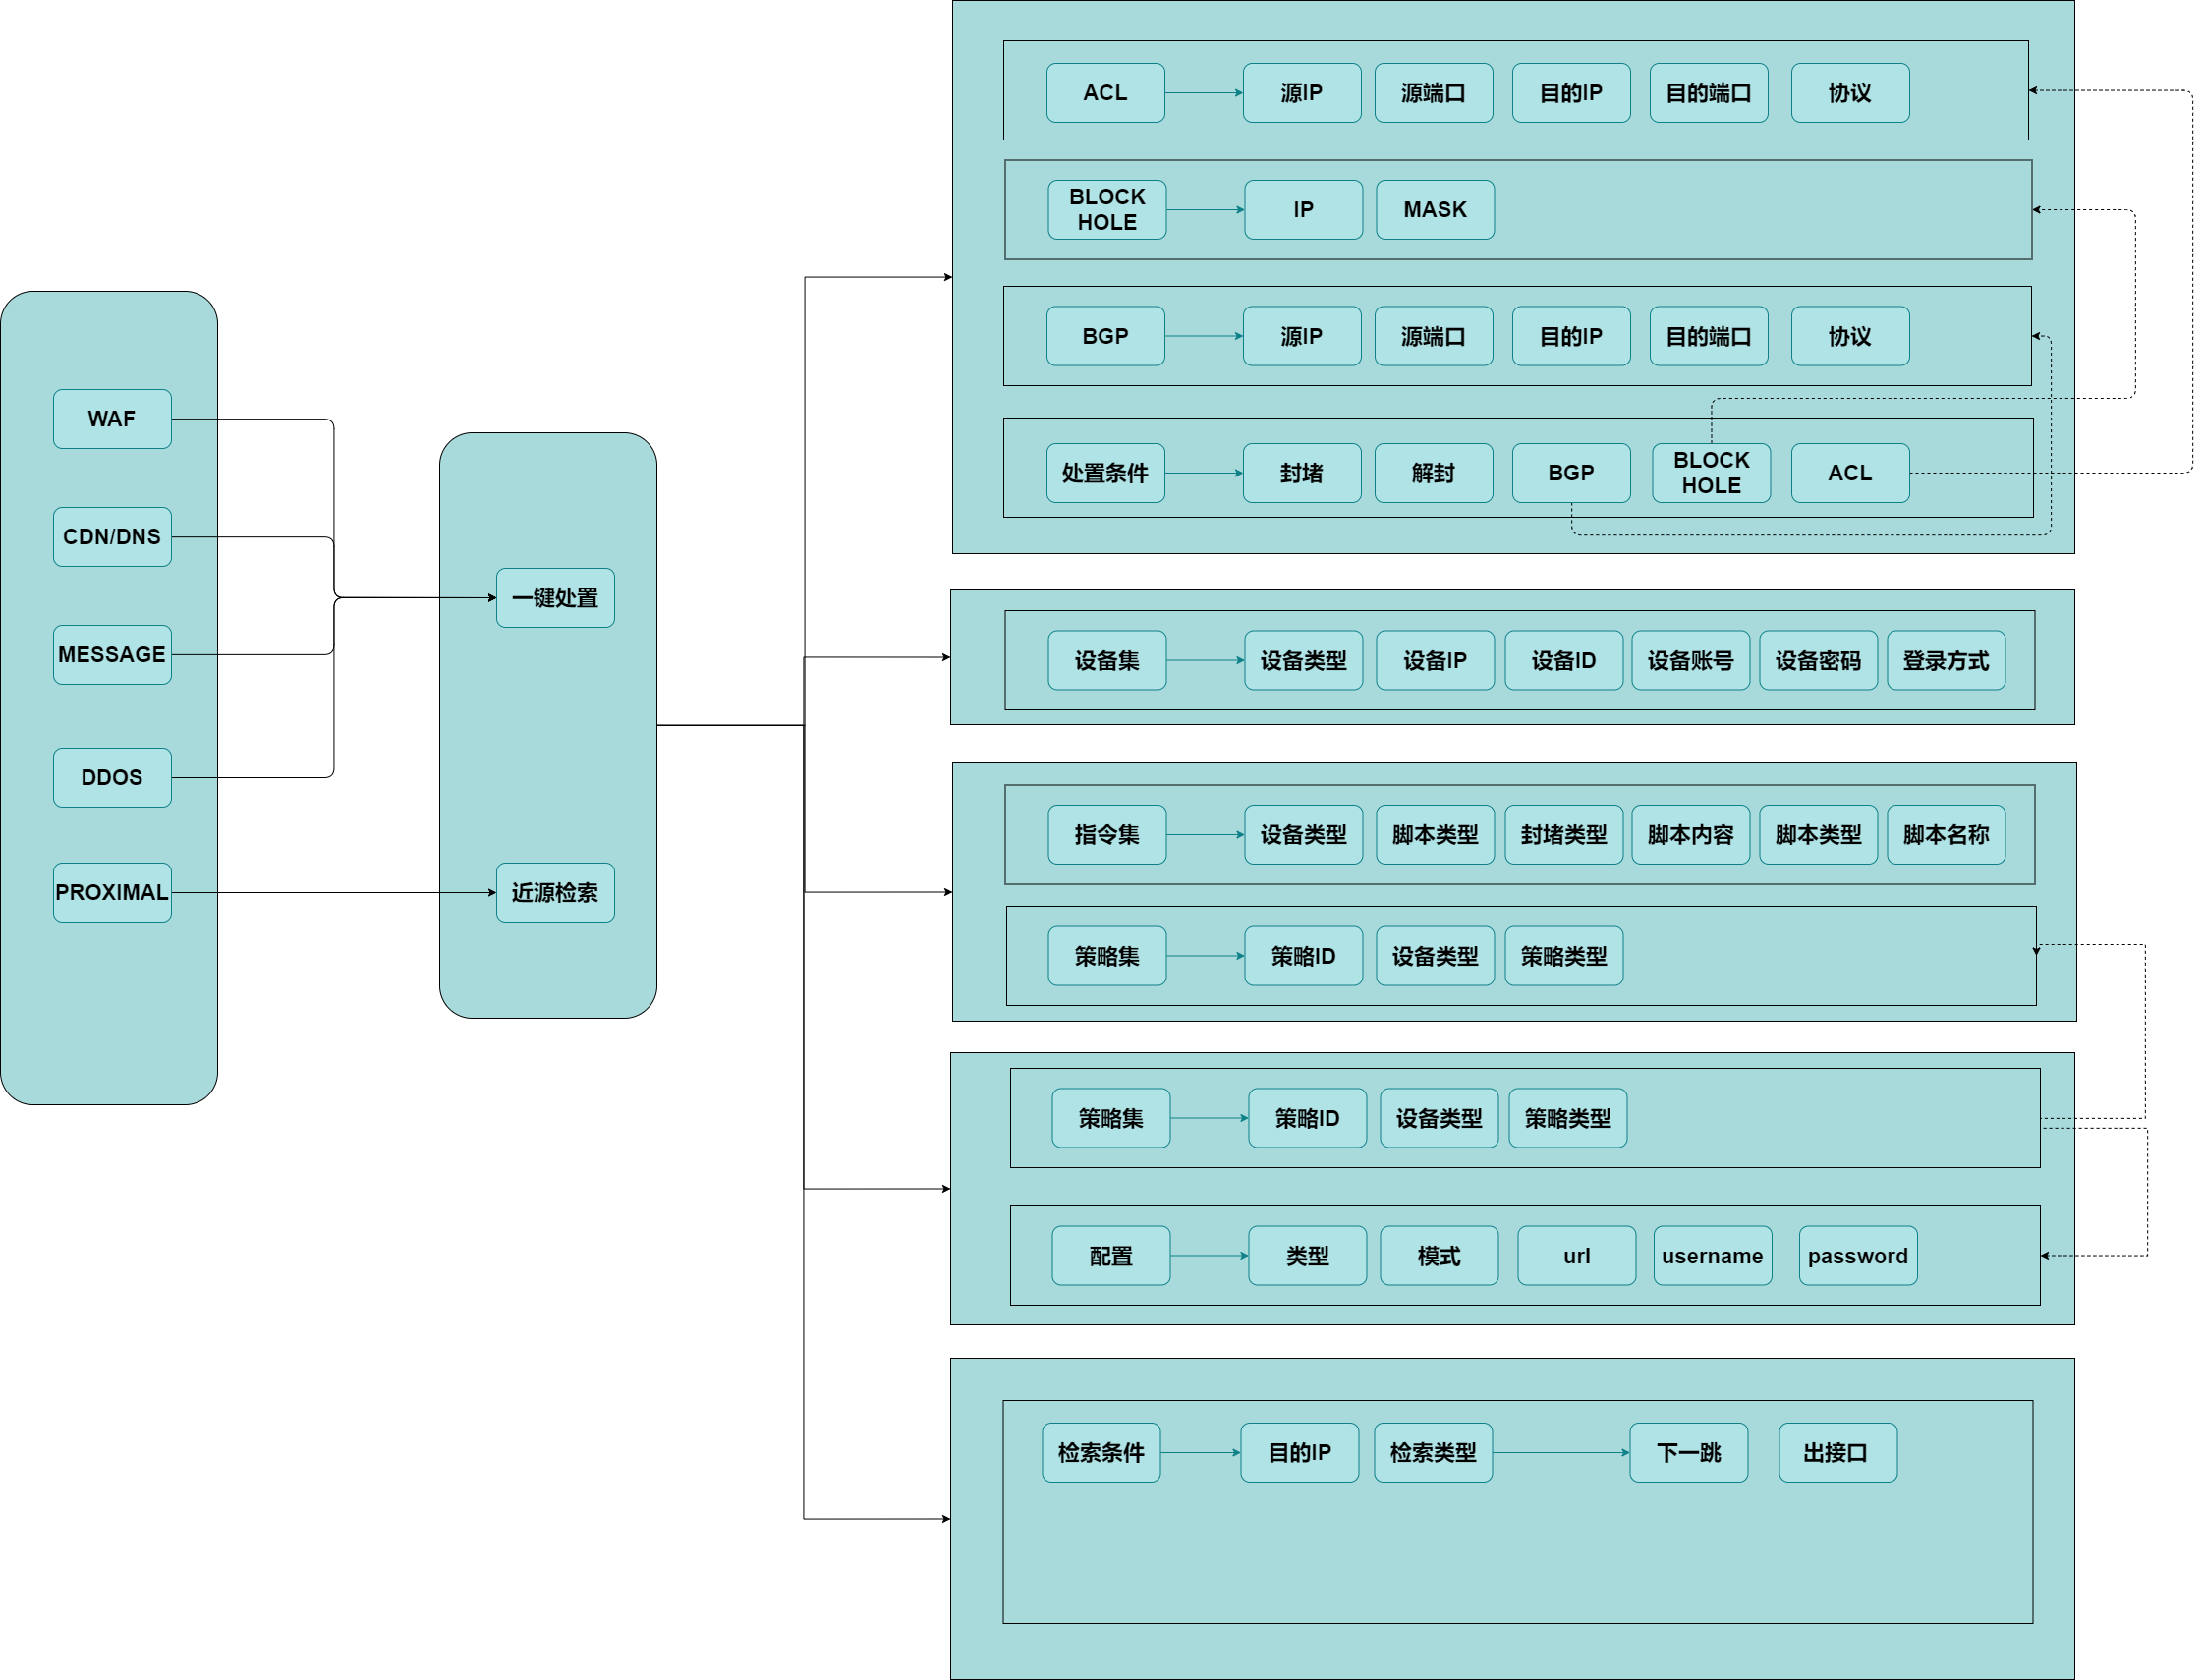 WAF
CDN/DNS
MESSAGE
DDOS
PROXIMAL
一键处置
近源检索
ACL
源IP
源端口
目的IP
目的端口
协议
BLOCK
HOLE
IP
MASK
BGP
源IP
源端口
目的IP
目的端口
协议
处置条件
封堵
解封
BGP
BLOCK
HOLE
ACL
设备集
设备类型
设备IP
设备ID
设备账号
设备密码
登录方式
指令集
设备类型
脚本类型
封堵类型
脚本内容
脚本类型
脚本名称
策略集
策略ID
设备类型
策略类型
策略集
策略ID
设备类型
策略类型
配置
类型
模式
url
username
password
检索条件
目的IP
检索类型
下一跳
出接口